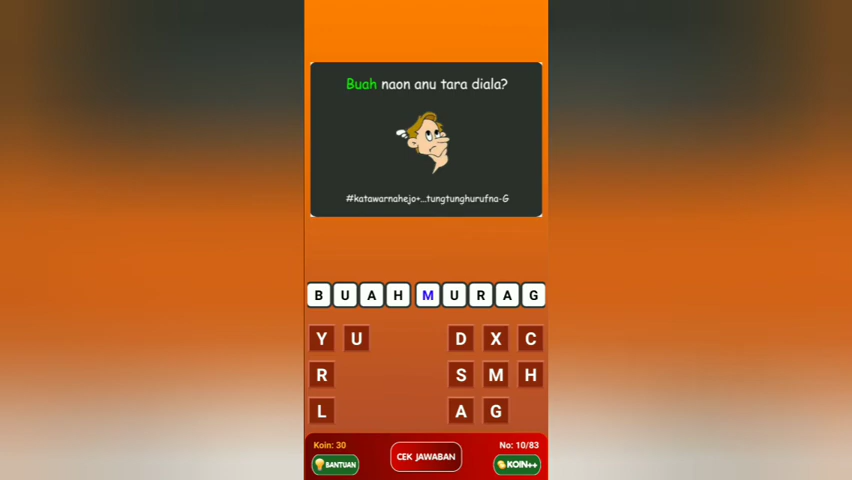 Buah naon anu tara diala?
#katawarnahejo+...tungtunghurufna-G
B U A H M U R A G
Y U D X C
R S M H
L A G
Koin: 30 No: 10/83
BANTUAN CEK JAWABAN KOIN++